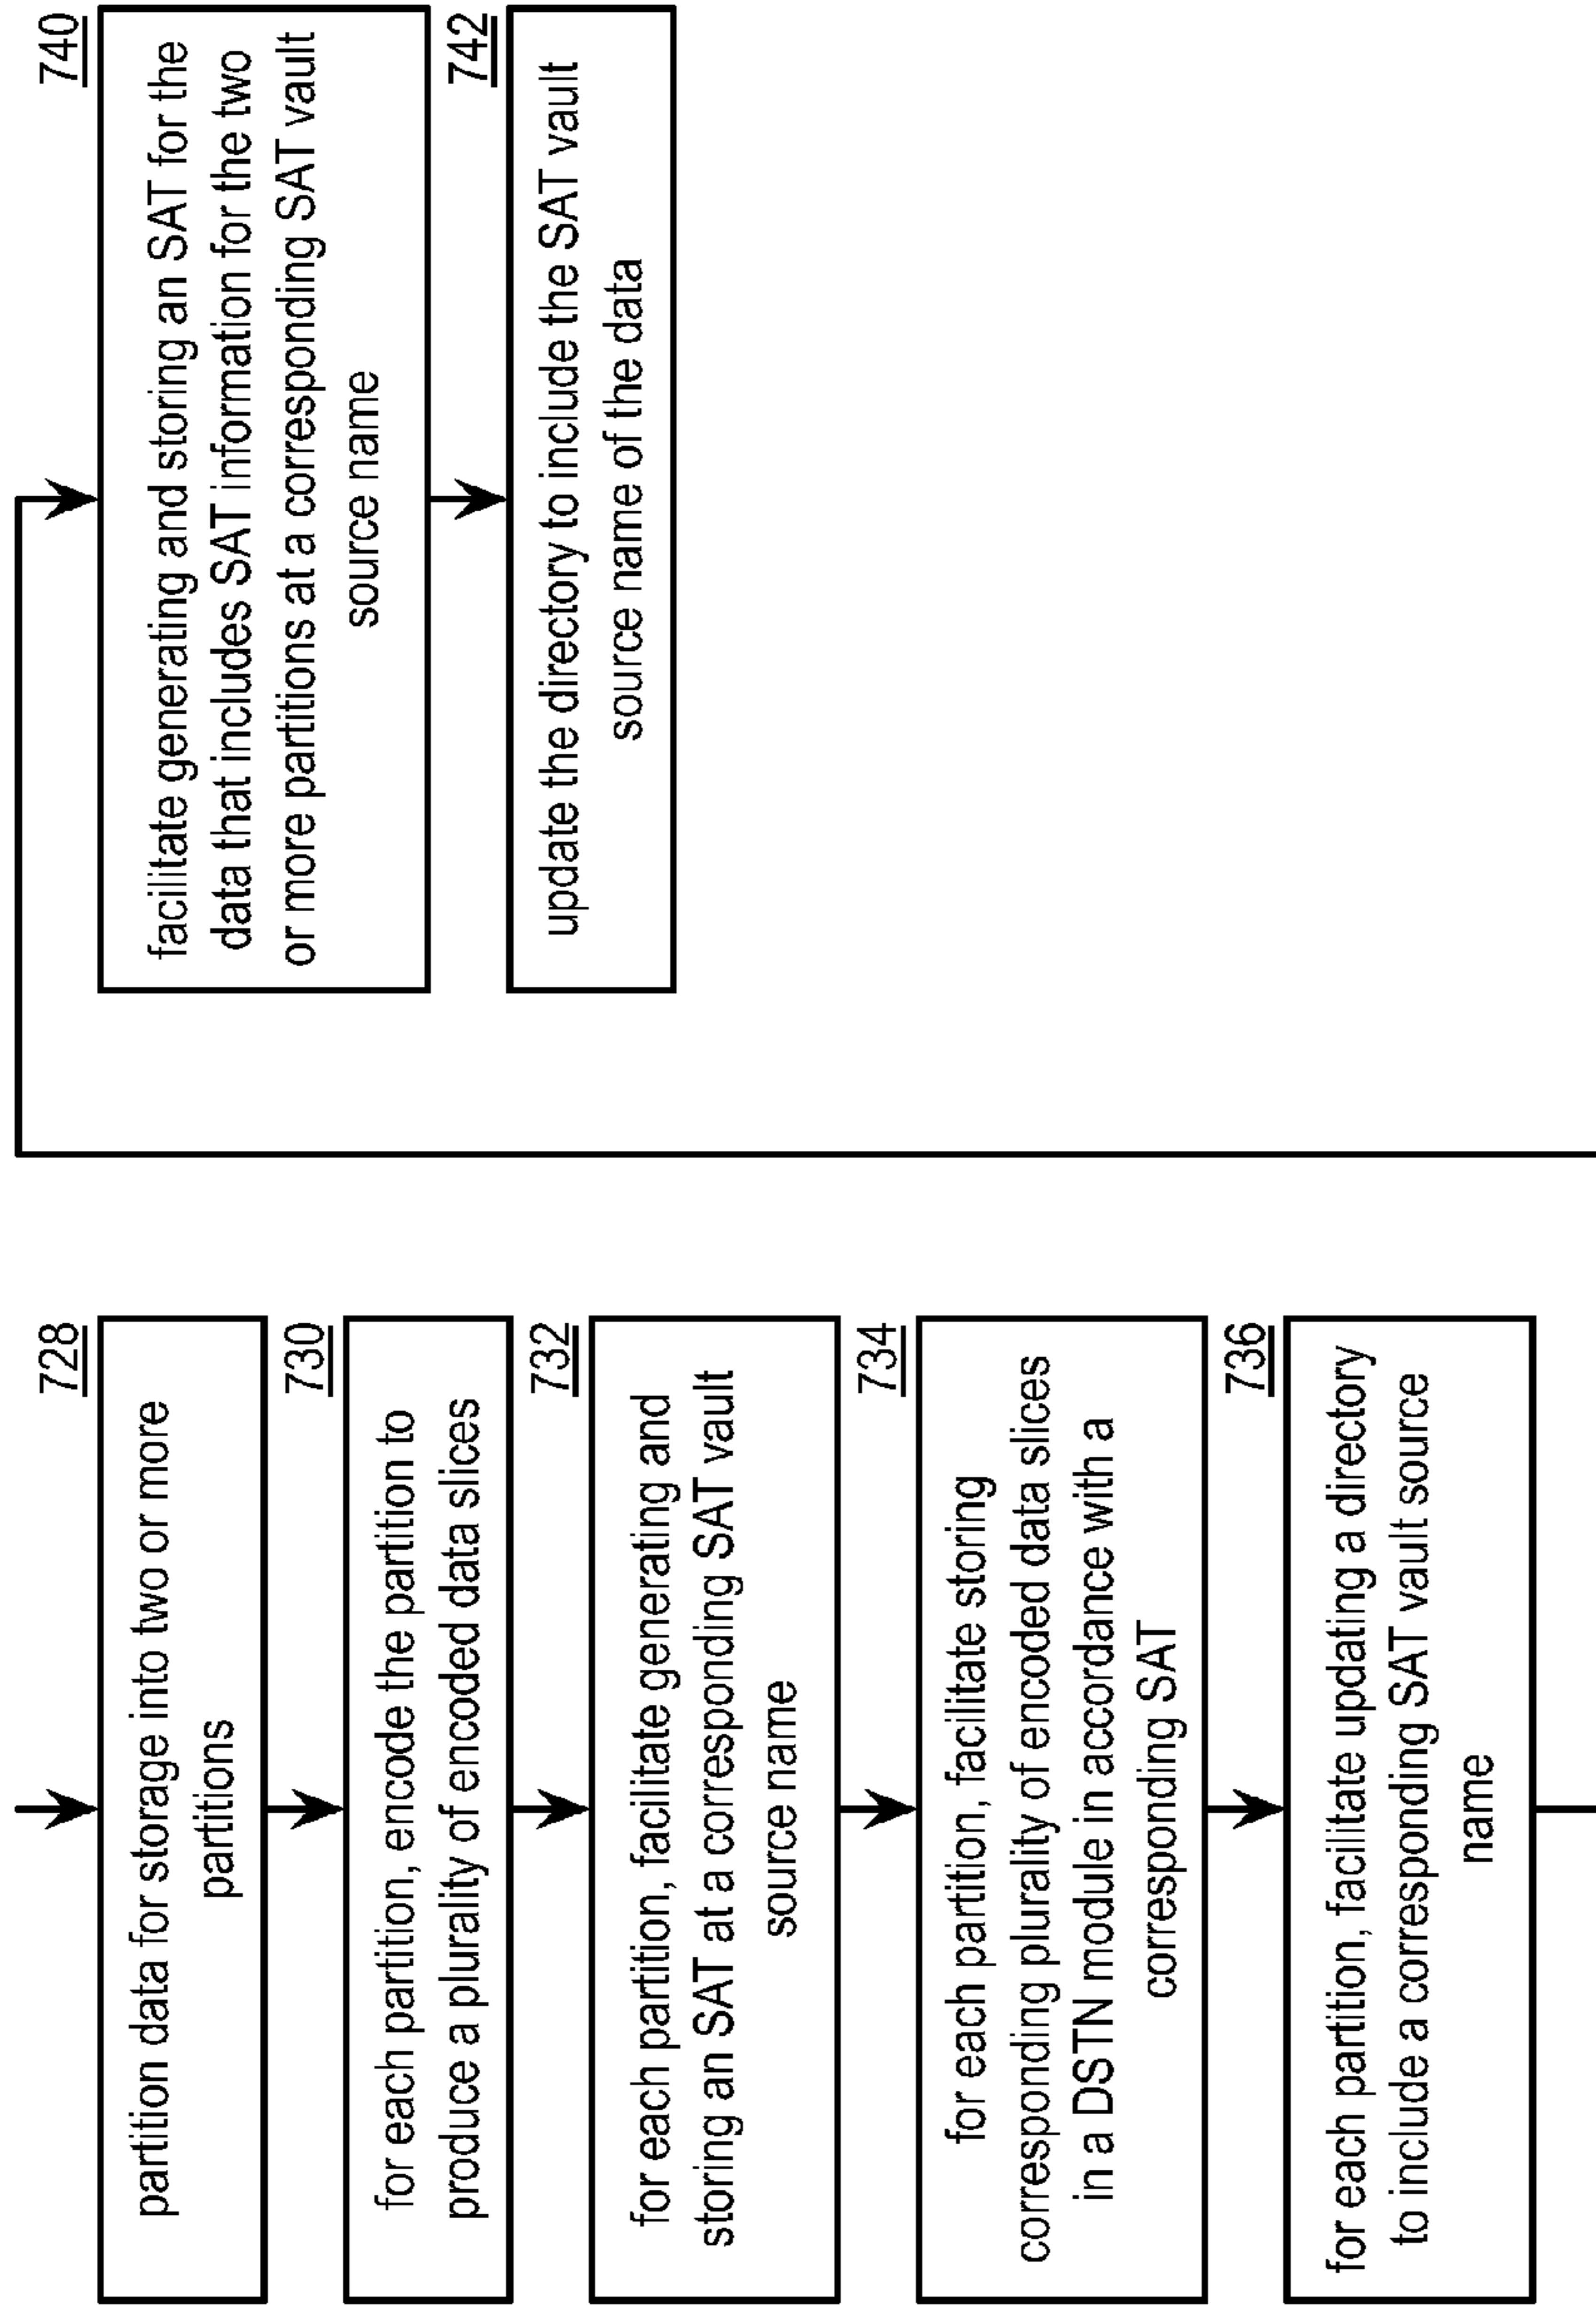 728
partition data for storage into two or more
partitions
730
for each partition, encode the partition to
produce a plurality of encoded data slices
732
for each partition, facilitate generating and
storing an SAT at a corresponding SAT vault
source name
734
for each partition, facilitate storing
corresponding plurality of encoded data slices
in a DSTN module in accordance with a
corresponding SAT
736
for each partition, facilitate updating a directory
to include a corresponding SAT vault source
name
740
facilitate generating and storing an SAT for the
data that includes SAT information for the two
or more partitions at a corresponding SAT vault
source name
742
update the directory to include the SAT vault
source name of the data